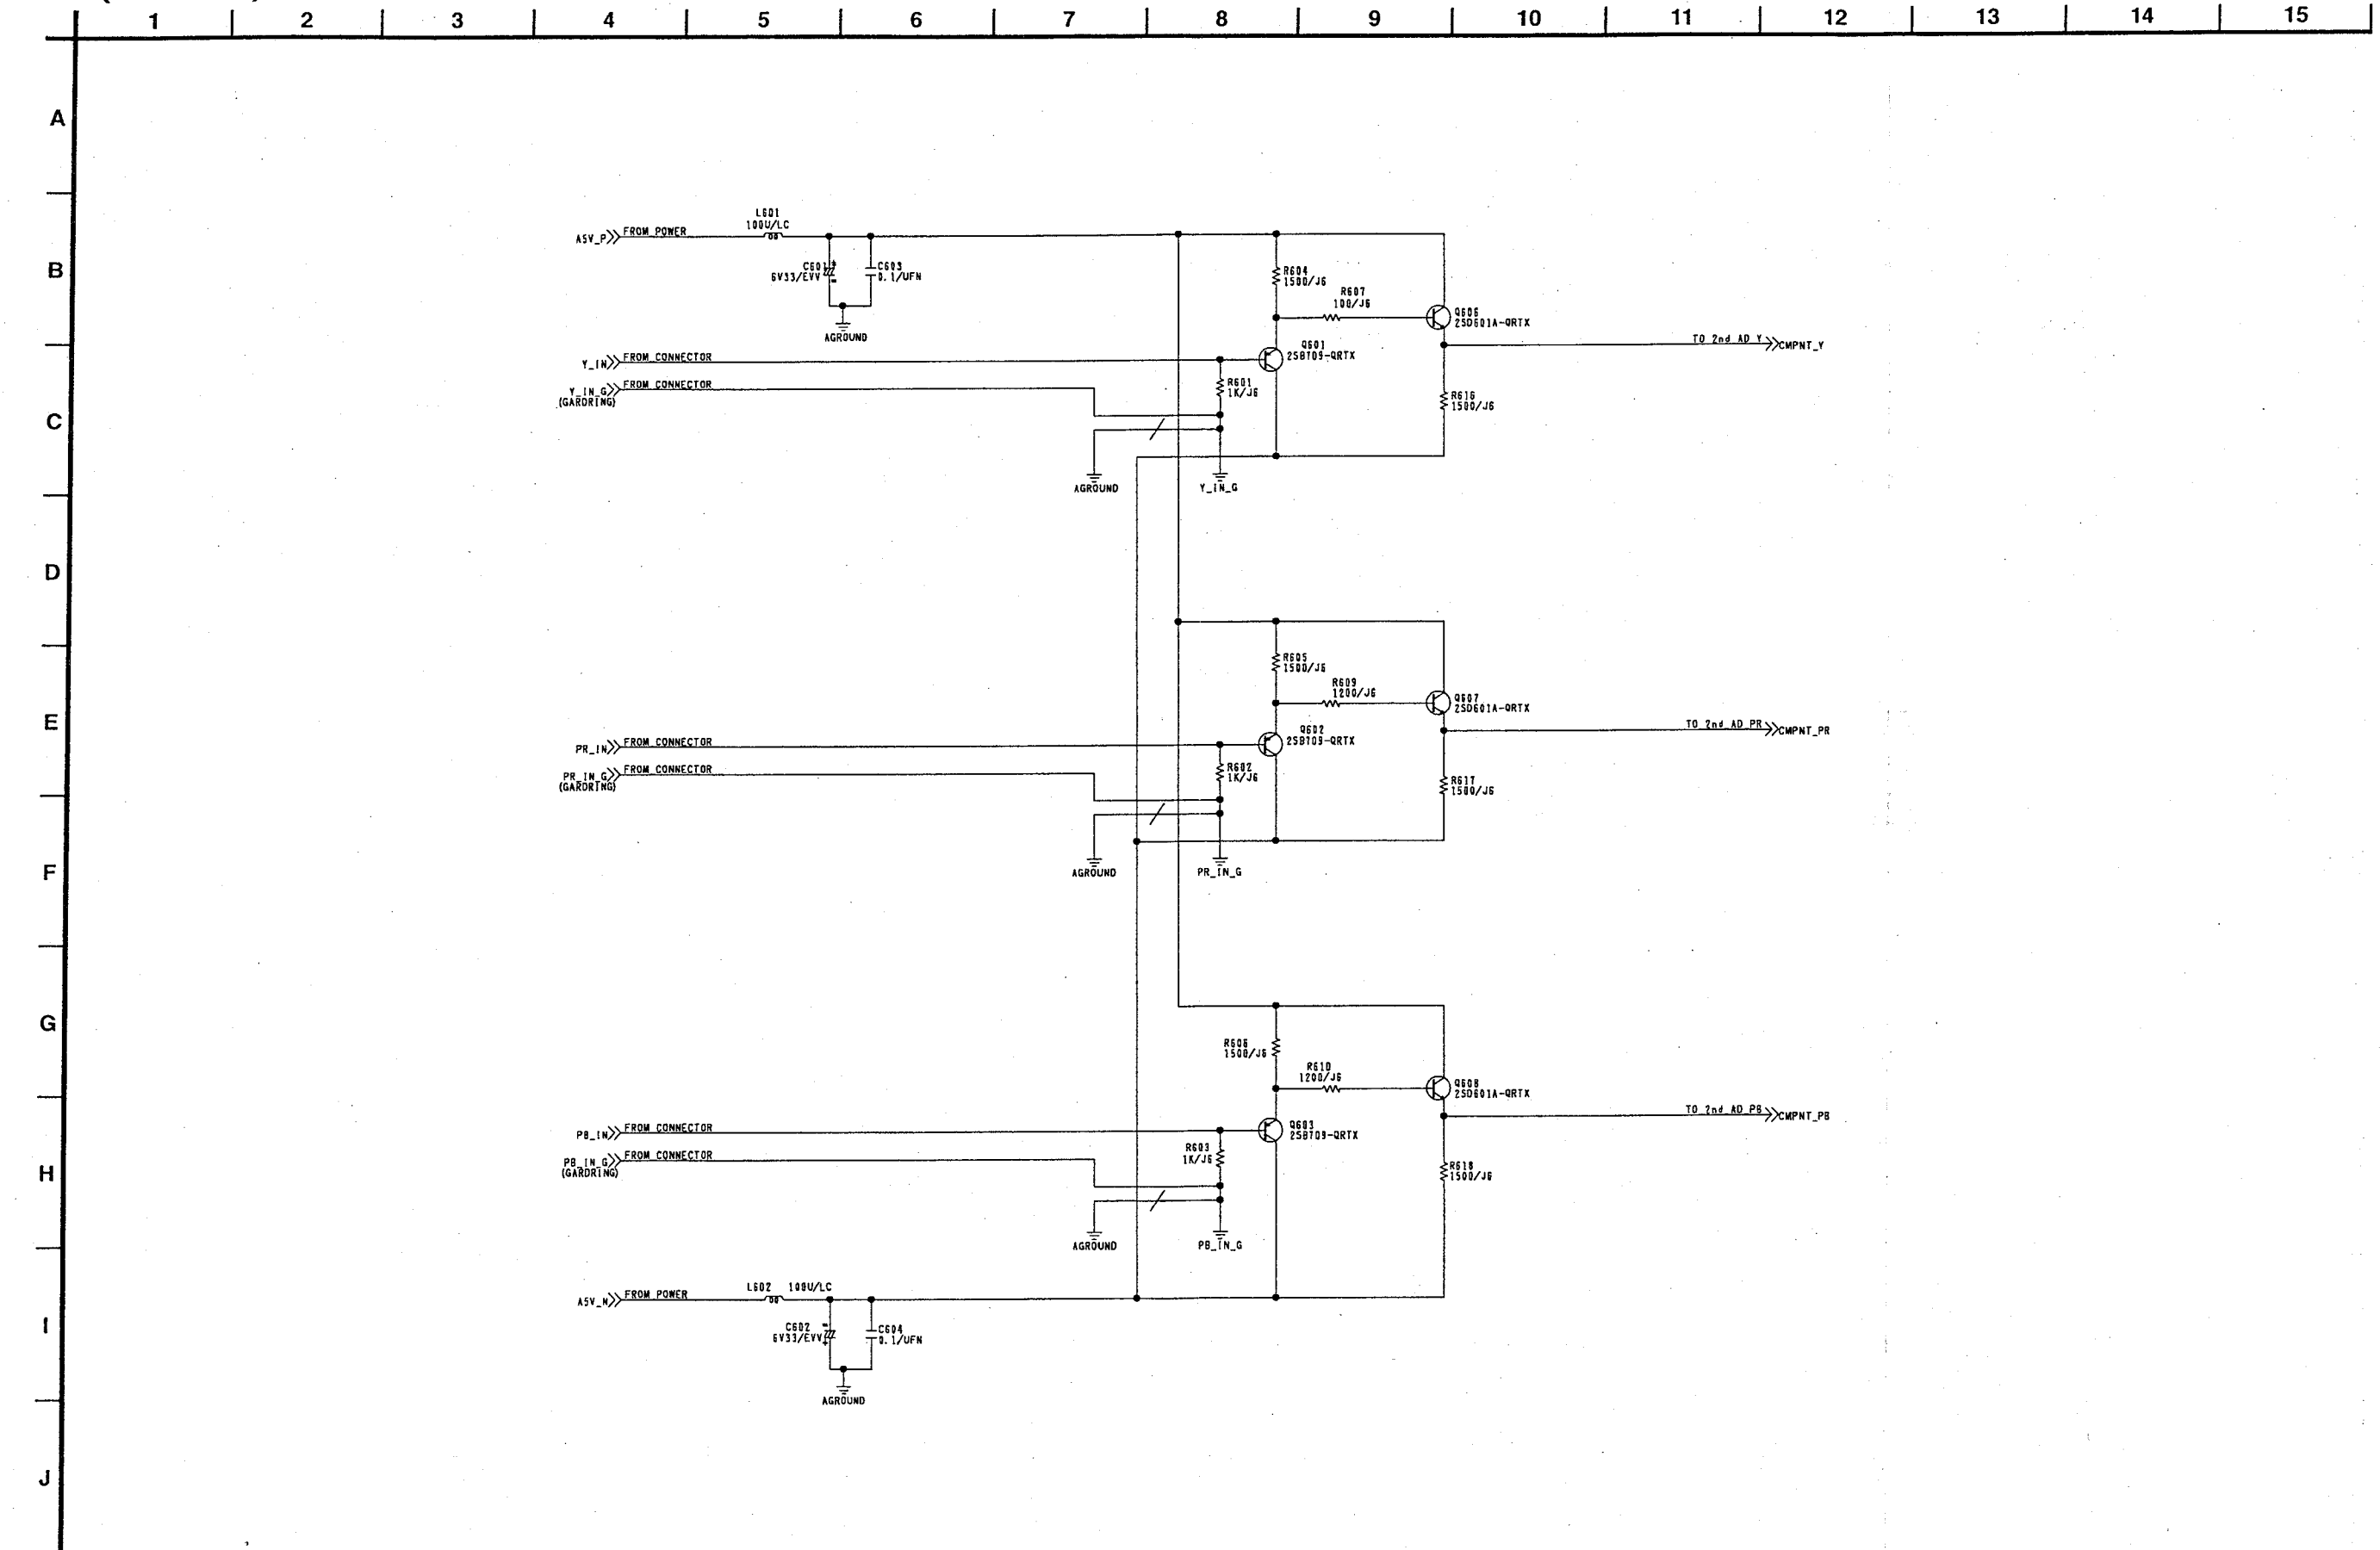 1 2 3 4 5 6 7 8 9 10 11 12 13 14 15
A
L601
100U/LC
A5V_P FROM POWER
B
C601
6V33/EVV
C603
0.1/UFN
AGROUND
R604
1500/J6
R607
100/J6
Q606
2SD601A-QRTX
TO 2nd AD Y CMPNT_Y
Q601
2SB709-QRTX
Y_IN FROM CONNECTOR
Y_IN_G FROM CONNECTOR
(GARDRING)
R601
1K/J6
R616
1500/J6
C
AGROUND
Y_IN_G
D
R605
1500/J6
R609
1200/J6
Q607
2SD601A-QRTX
E
TO 2nd AD PR CMPNT_PR
Q602
2SB709-QRTX
PR_IN FROM CONNECTOR
PR_IN_G FROM CONNECTOR
(GARDRING)
R602
1K/J6
R617
1500/J6
F
AGROUND
PR_IN_G
G
R606
1500/J6
R610
1200/J6
Q608
2SD601A-QRTX
TO 2nd AD PB CMPNT_PB
Q603
2SB709-QRTX
PB_IN FROM CONNECTOR
PB_IN_G FROM CONNECTOR
(GARDRING)
R603
1K/J6
R618
1500/J6
H
AGROUND
PB_IN_G
L602 100U/LC
A5V_N FROM POWER
I
C602
6V33/EVV
C604
0.1/UFN
AGROUND
J